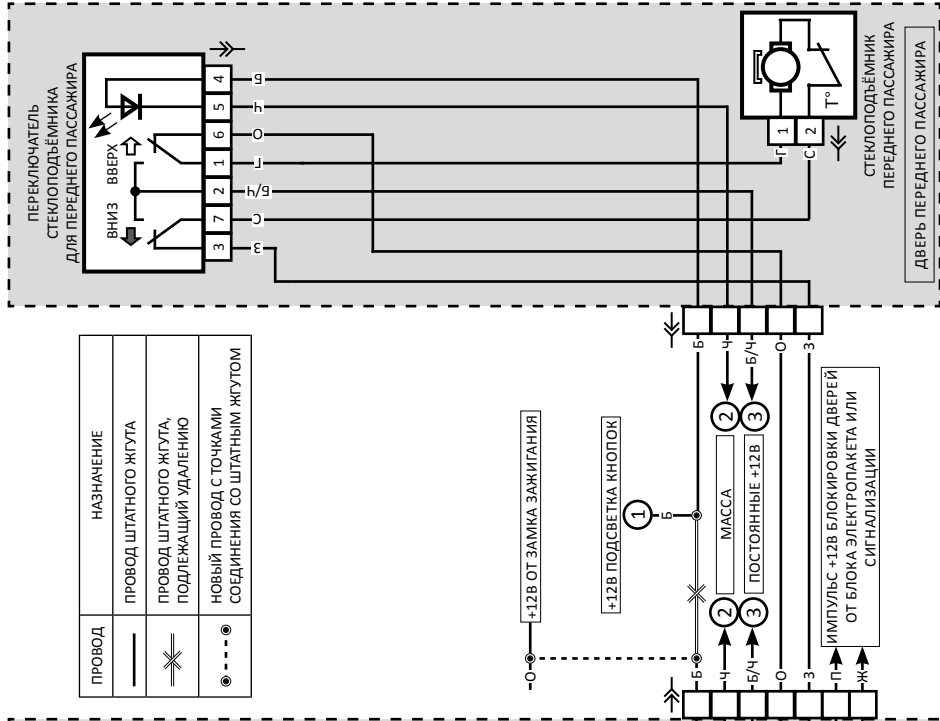 ПЕРЕКЛЮЧАТЕЛЬ
СТЕКЛОПОДЪЁМНИКА
ДЛЯ ПЕРЕДНЕГО ПАССАЖИРА
ВНИЗ
ВВЕРХ
4
5
6
1
2
7
3
Б
Ч
О
Г
Б/Ч
С
З
T°
1
2
Г
С
СТЕКЛОПОДЪЁМНИК
ПЕРЕДНЕГО ПАССАЖИРА
ДВЕРЬ ПЕРЕДНЕГО ПАССАЖИРА
ПРОВОД
НАЗНАЧЕНИЕ
ПРОВОД ШТАТНОГО ЖГУТА
ПРОВОД ШТАТНОГО ЖГУТА,
ПОДЛЕЖАЩИЙ УДАЛЕНИЮ
НОВЫЙ ПРОВОД С ТОЧКАМИ
СОЕДИНЕНИЯ СО ШТАТНЫМ ЖГУТОМ
О
+12В ОТ ЗАМКА ЗАЖИГАНИЯ
+12В ПОДСВЕТКА КНОПОК
1
Б
Б
Ч
Б/Ч
О
З
П
Ж
2
3
МАССА
ПОСТОЯННЫЕ +12В
2
3
Б
Ч
Б/Ч
О
З
ИМПУЛЬС +12В БЛОКИРОВКИ ДВЕРЕЙ
ОТ БЛОКА ЭЛЕКТРОПАКЕТА ИЛИ
СИГНАЛИЗАЦИИ